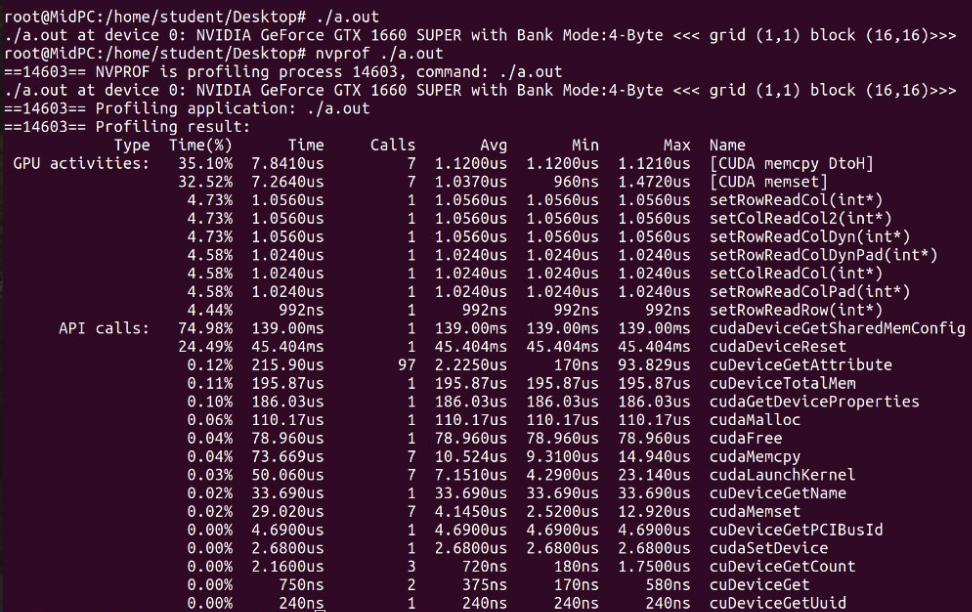 root@MidPC:/home/student/Desktop# ./a.out
./a.out at device 0: NVIDIA GeForce GTX 1660 SUPER with Bank Mode:4-Byte <<< grid (1,1) block (16,16)>>>
root@MidPC:/home/student/Desktop# nvprof ./a.out
==14603== NVPROF is profiling process 14603, command: ./a.out
./a.out at device 0: NVIDIA GeForce GTX 1660 SUPER with Bank Mode:4-Byte <<< grid (1,1) block (16,16)>>>
==14603== Profiling application: ./a.out
==14603== Profiling result:
            Type  Time(%)      Time     Calls       Avg       Min       Max  Name
 GPU activities:   35.10%  7.8410us         7  1.1200us  1.1200us  1.1210us  [CUDA memcpy DtoH]
                   32.52%  7.2640us         7  1.0370us     960ns  1.4720us  [CUDA memset]
                    4.73%  1.0560us         1  1.0560us  1.0560us  1.0560us  setRowReadCol(int*)
                    4.73%  1.0560us         1  1.0560us  1.0560us  1.0560us  setColReadCol2(int*)
                    4.73%  1.0560us         1  1.0560us  1.0560us  1.0560us  setRowReadColDyn(int*)
                    4.58%  1.0240us         1  1.0240us  1.0240us  1.0240us  setRowReadColDynPad(int*)
                    4.58%  1.0240us         1  1.0240us  1.0240us  1.0240us  setColReadCol(int*)
                    4.58%  1.0240us         1  1.0240us  1.0240us  1.0240us  setRowReadColPad(int*)
                    4.44%     992ns         1     992ns     992ns     992ns  setRowReadRow(int*)
      API calls:   74.98%  139.00ms         1  139.00ms  139.00ms  139.00ms  cudaDeviceGetSharedMemConfig
                   24.49%  45.404ms         1  45.404ms  45.404ms  45.404ms  cudaDeviceReset
                    0.12%  215.90us        97  2.2250us     170ns  93.829us  cuDeviceGetAttribute
                    0.11%  195.87us         1  195.87us  195.87us  195.87us  cuDeviceTotalMem
                    0.10%  186.03us         1  186.03us  186.03us  186.03us  cudaGetDeviceProperties
                    0.06%  110.17us         1  110.17us  110.17us  110.17us  cudaMalloc
                    0.04%  78.960us         1  78.960us  78.960us  78.960us  cudaFree
                    0.04%  73.669us         7  10.524us  9.3100us  14.940us  cudaMemcpy
                    0.03%  50.060us         7  7.1510us  4.2900us  23.140us  cudaLaunchKernel
                    0.02%  33.690us         1  33.690us  33.690us  33.690us  cuDeviceGetName
                    0.02%  29.020us         7  4.1450us  2.5200us  12.920us  cudaMemset
                    0.00%  4.6900us         1  4.6900us  4.6900us  4.6900us  cuDeviceGetPCIBusId
                    0.00%  2.6800us         1  2.6800us  2.6800us  2.6800us  cudaSetDevice
                    0.00%  2.1600us         3     720ns     180ns  1.7500us  cuDeviceGetCount
                    0.00%     750ns         2     375ns     170ns     580ns  cuDeviceGet
                    0.00%     240ns         1     240ns     240ns     240ns  cuDeviceGetUuid